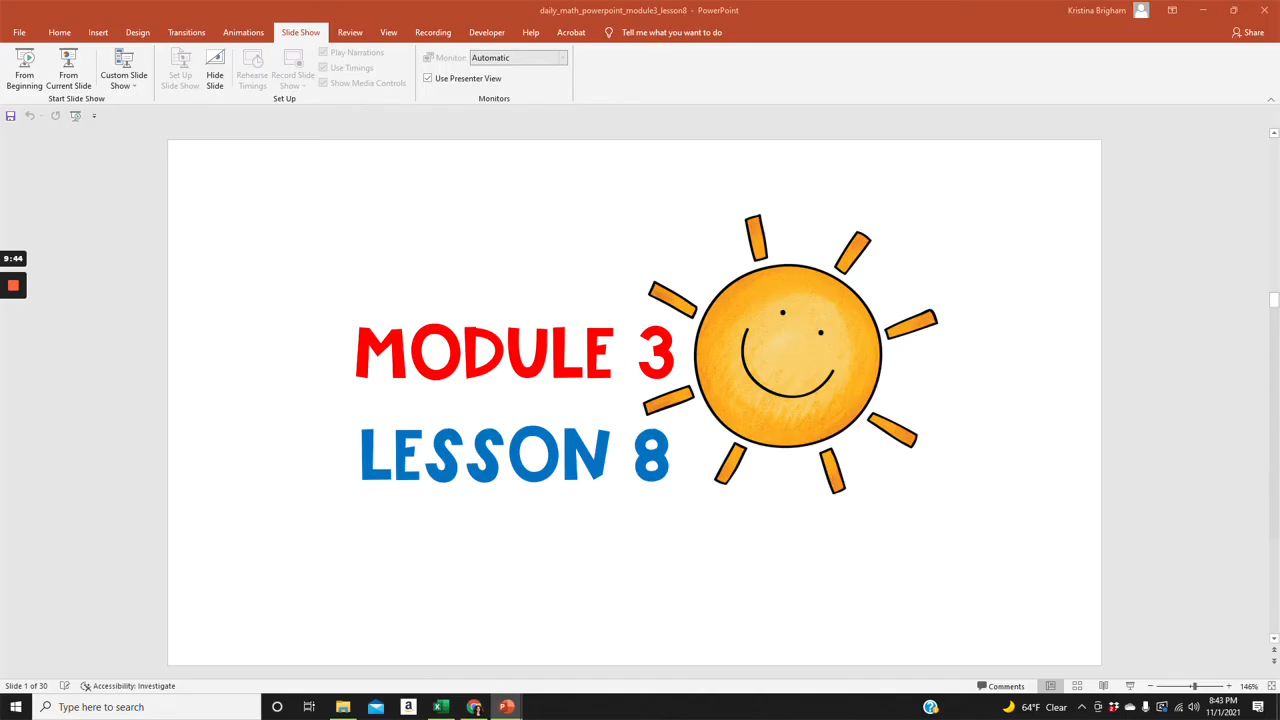 daily_math_powerpoint_module3_lesson8 - PowerPoint
Kristina Brigham
File Home Insert Design Transitions Animations Slide Show Review View Recording Developer Help Acrobat Tell me what you want to do Share
From Beginning
From Current Slide
Custom Slide Show
Set Up Slide Show
Hide Slide
Rehearse Timings
Record Slide Show
Play Narrations
Use Timings
Show Media Controls
Monitor: Automatic
Use Presenter View
Start Slide Show
Set Up
Monitors
9:44
MODULE 3
LESSON 8
Slide 1 of 30
Accessibility: Investigate
Comments
146%
Type here to search
64°F Clear
8:43 PM
11/1/2021